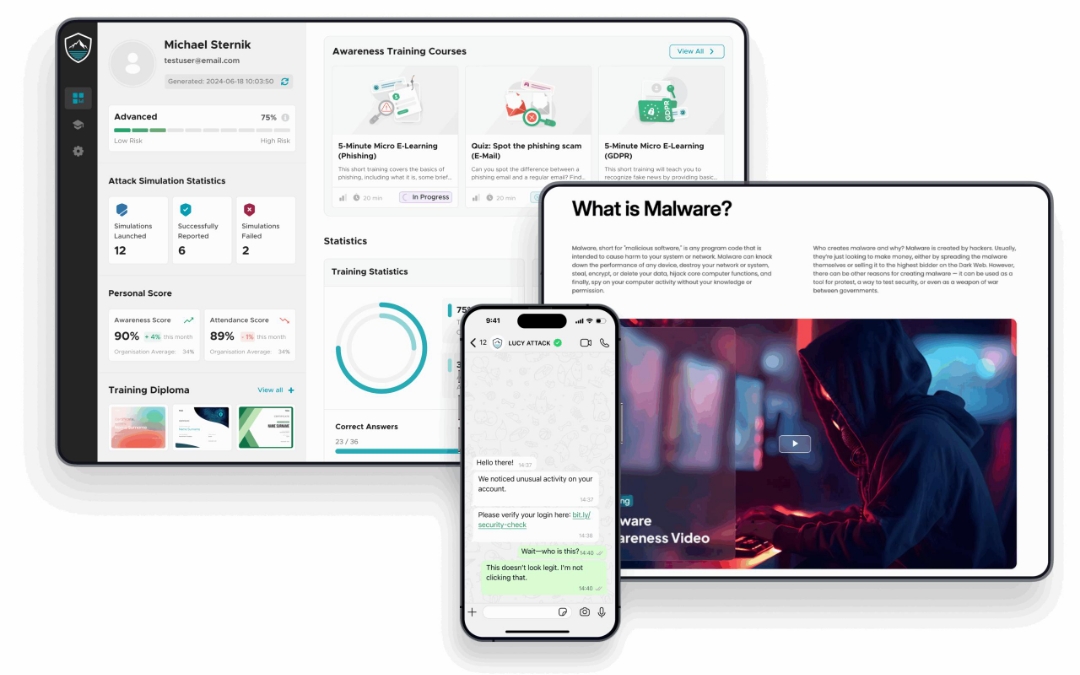 Michael Sternik
testuser@email.com
Generated: 2024-06-18 10:03:50
Advanced
75%
Low Risk
High Risk
Attack Simulation Statistics
Simulations
Launched
12
Successfully
Reported
6
Simulations
Failed
2
Personal Score
Awareness Score
90%
+ 4%
this month
Organisation Average:
34%
Attendance Score
89%
- 1%
this month
Organisation Average:
34%
Training Diploma
View all +
Awareness Training Courses
View All
5-Minute Micro E-Learning
(Phishing)
This short training covers the basics of
phishing, including what it is, some brief...
20 min
In Progress
Quiz: Spot the phishing scam
(E-Mail)
Can you spot the difference between a
phishing email and a regular email? Find...
20 min
GDPR
5-Minute Micro E-Learning
(GDPR)
This short training will teach you to
recognize fake news by providing basic...
Statistics
Training Statistics
Correct Answers
23 / 36
What is Malware?
Malware, short for "malicious software," is any program code that is
intended to cause harm to your system or network. Malware can knock
down the performance of any device, destroy your network or system,
steal, encrypt, or delete your data, hijack core computer functions, and
finally, spy on your computer activity without your knowledge or
permission.
Who creates malware and why? Malware is created by hackers. Usually,
they're just looking to make money, either by spreading the malware
themselves or selling it to the highest bidder on the Dark Web. However,
there can be other reasons for creating malware — it can be used as a
tool for protest, a way to test security, or even as a weapon of war
between governments.
ng
ware
areness Video
9:41
12
LUCY ATTACK
Hello there!
14:37
We noticed unusual activity on your
account.
14:37
Please verify your login here: bit.ly/
security-check
14:38
Wait—who is this?
14:40
This doesn't look legit. I'm not
clicking that.
14:40